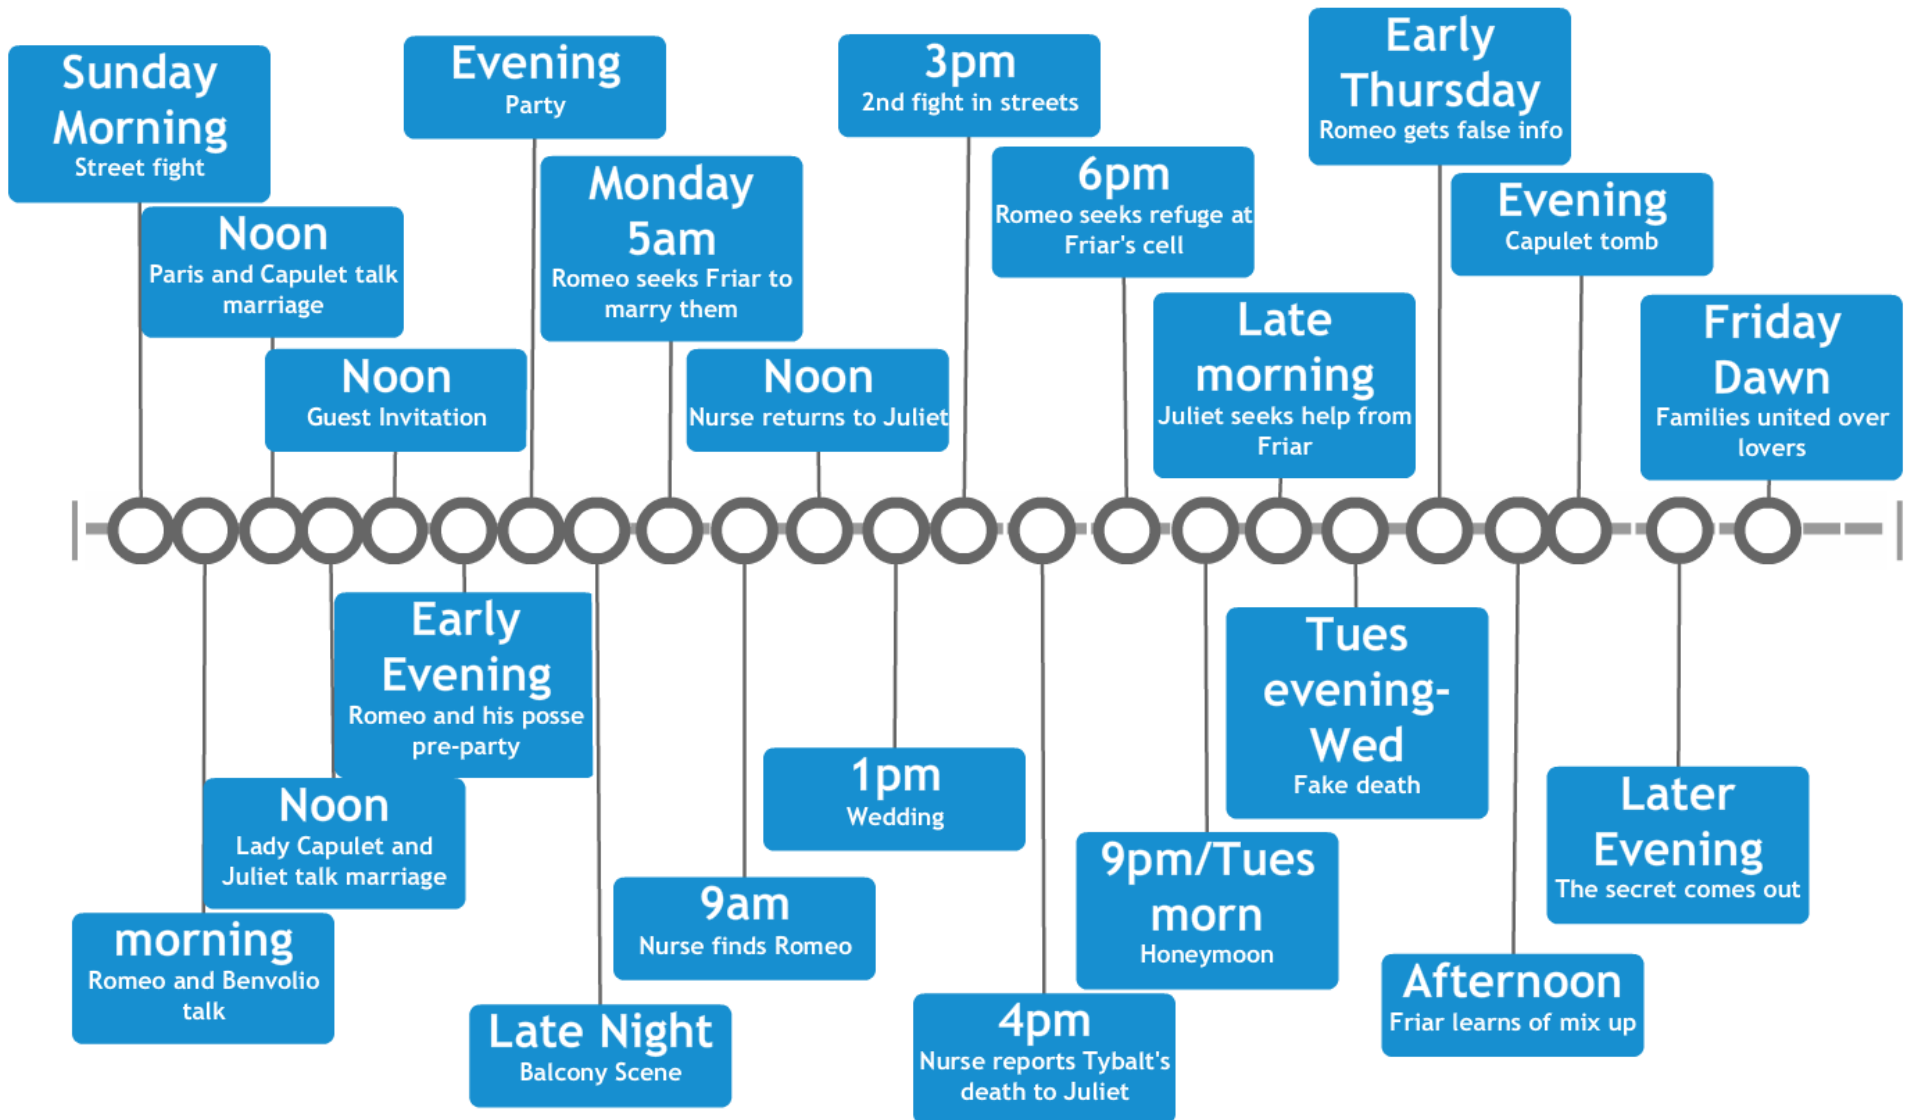 Sunday
Morning
Street fight
morning
Romeo and Benvolio
talk
Noon
Paris and Capulet talk
marriage
Noon
Lady Capulet and
Juliet talk marriage
Noon
Guest Invitation
Early
Evening
Romeo and his posse
pre-party
Evening
Party
Late Night
Balcony Scene
Monday
5am
Romeo seeks Friar to
marry them
9am
Nurse finds Romeo
Noon
Nurse returns to Juliet
1pm
Wedding
3pm
2nd fight in streets
4pm
Nurse reports Tybalt's
death to Juliet
6pm
Romeo seeks refuge at
Friar's cell
9pm/Tues
morn
Honeymoon
Late
morning
Juliet seeks help from
Friar
Tues
evening-
Wed
Fake death
Early
Thursday
Romeo gets false info
Afternoon
Friar learns of mix up
Evening
Capulet tomb
Later
Evening
The secret comes out
Friday
Dawn
Families united over
lovers